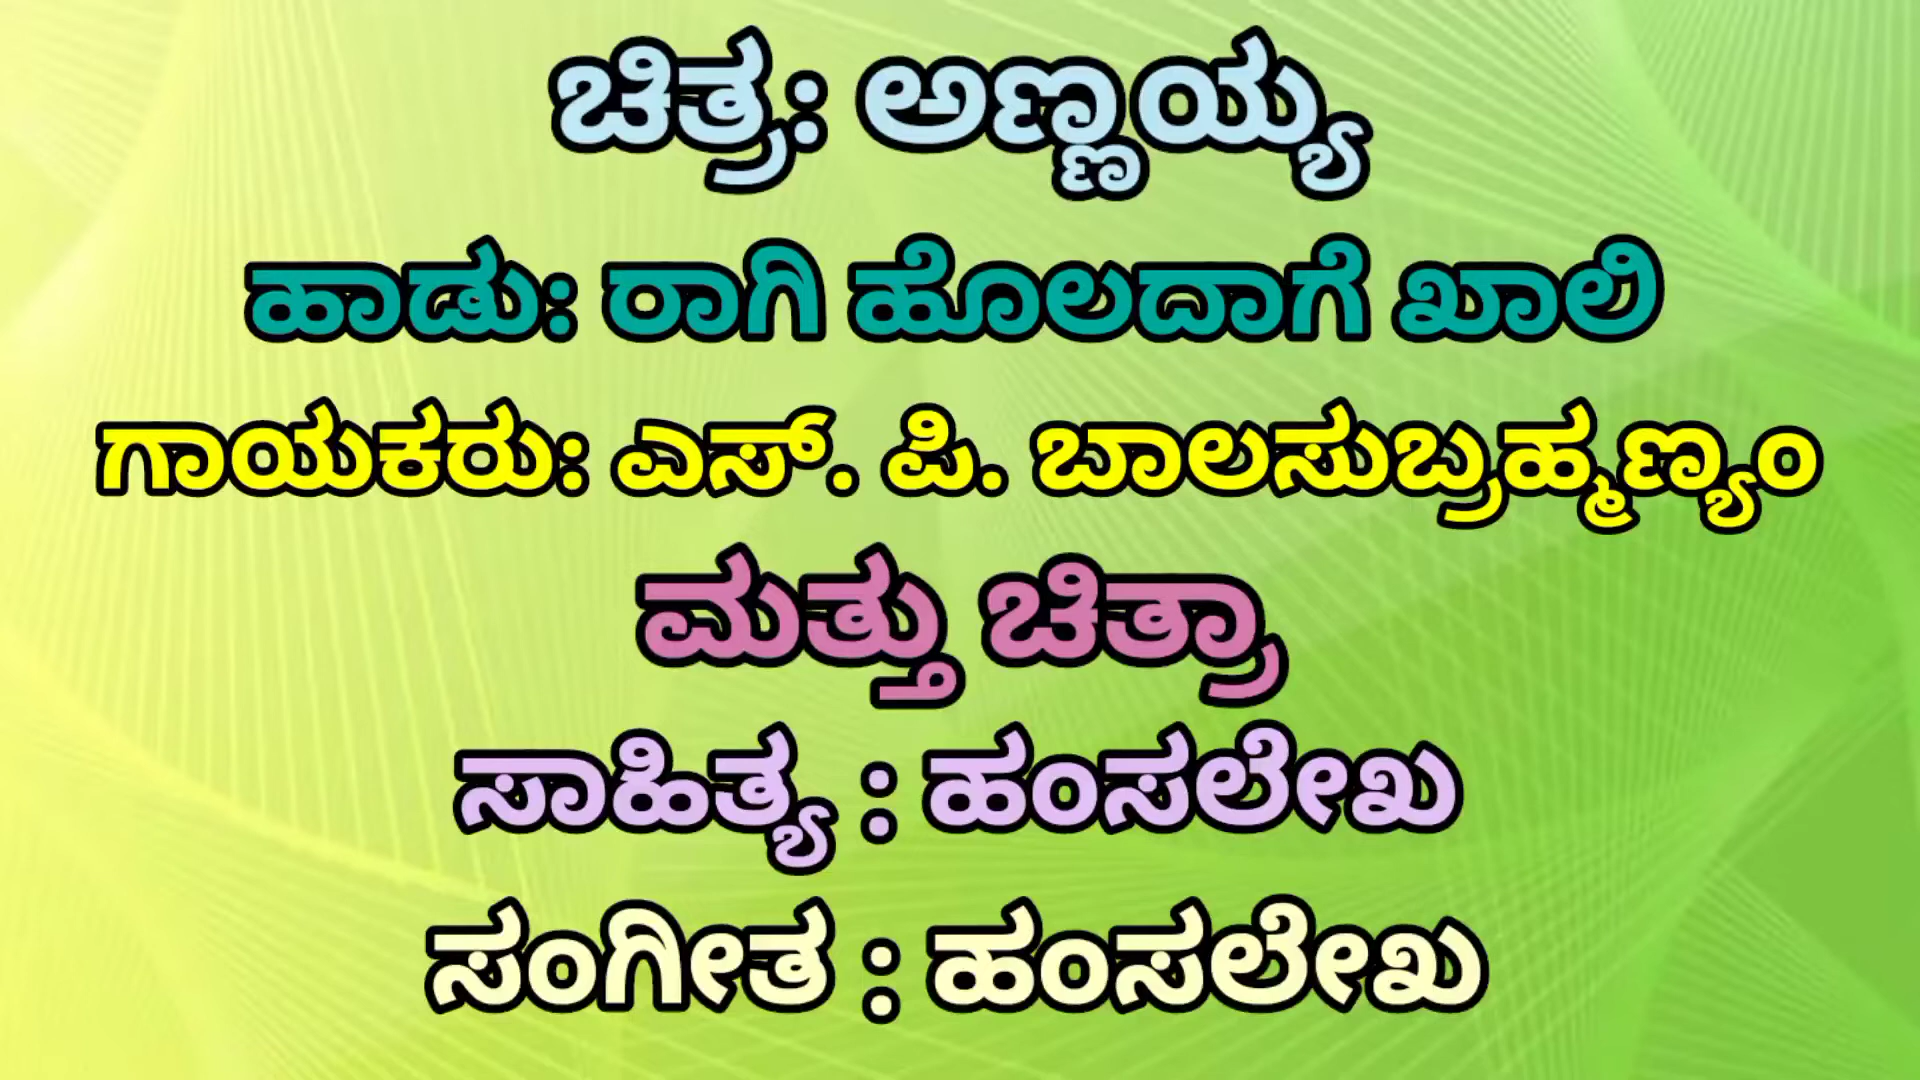 ಚಿತ್ರ: ಅಣ್ಣಯ್ಯ
ಹಾಡು: ರಾಗಿ ಹೊಲದಾಗೆ ಖಾಲಿ
ಗಾಯಕರು: ಎಸ್. ಪಿ. ಬಾಲಸುಬ್ರಹ್ಮಣ್ಯಂ
ಮತ್ತು ಚಿತ್ರಾ
ಸಾಹಿತ್ಯ : ಹಂಸಲೇಖ
ಸಂಗೀತ : ಹಂಸಲೇಖ